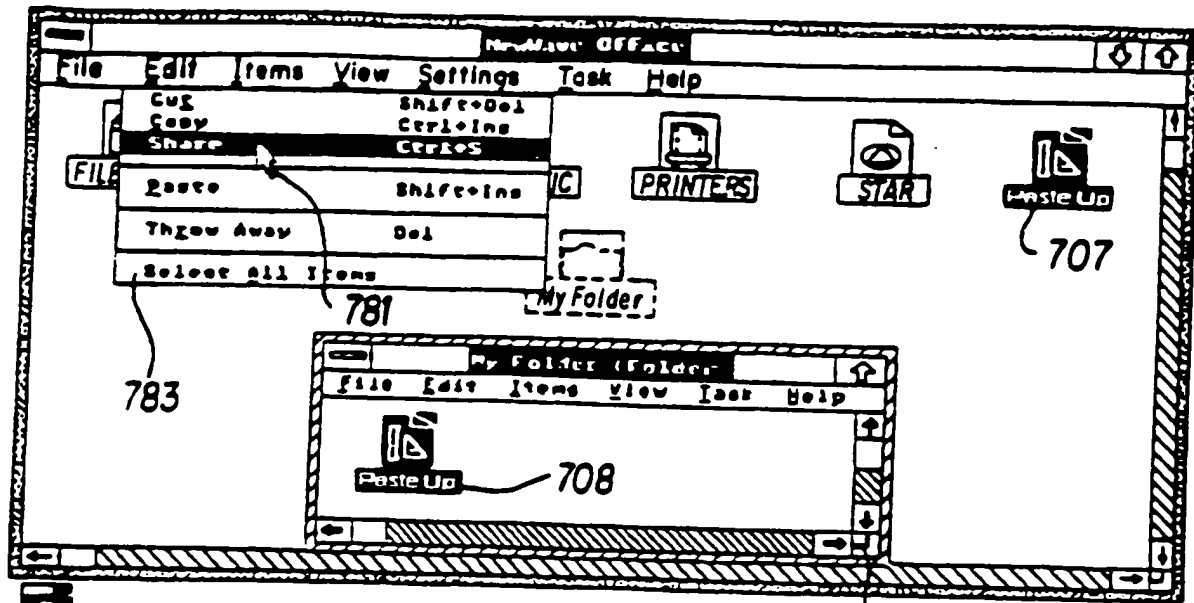 NewWave Office
File Edit Items View Settings Task Help
Cut Shift+Del
Copy Ctrl+Ins
Share Ctrl+S
Paste Shift+Ins
Throw Away Del
Select All Items
FILE
IC
PRINTERS
STAR
Paste Up
707
My Folder
781
783
My Folder (Folder
File Edit Items View Task Help
Paste Up
708